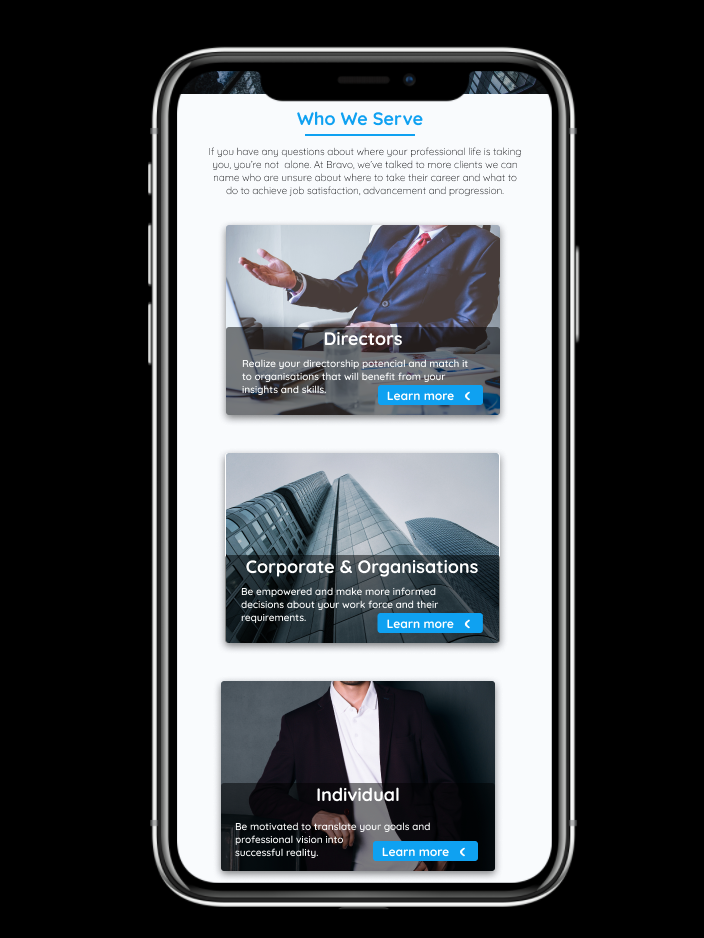 Who We Serve
If you have any questions about where your professional life is taking
you, you're not alone. At Bravo, we've talked to more clients we can
name who are unsure about where to take their career and what to
do to achieve job satisfaction, advancement and progression.
Directors
Realize your directorship potencial and match it
to organisations that will benefit from your
insights and skills.
Learn more
Corporate & Organisations
Be empowered and make more informed
decisions about your work force and their
requirements.
Learn more
Individual
Be motivated to translate your goals and
professional vision into
successful reality.
Learn more